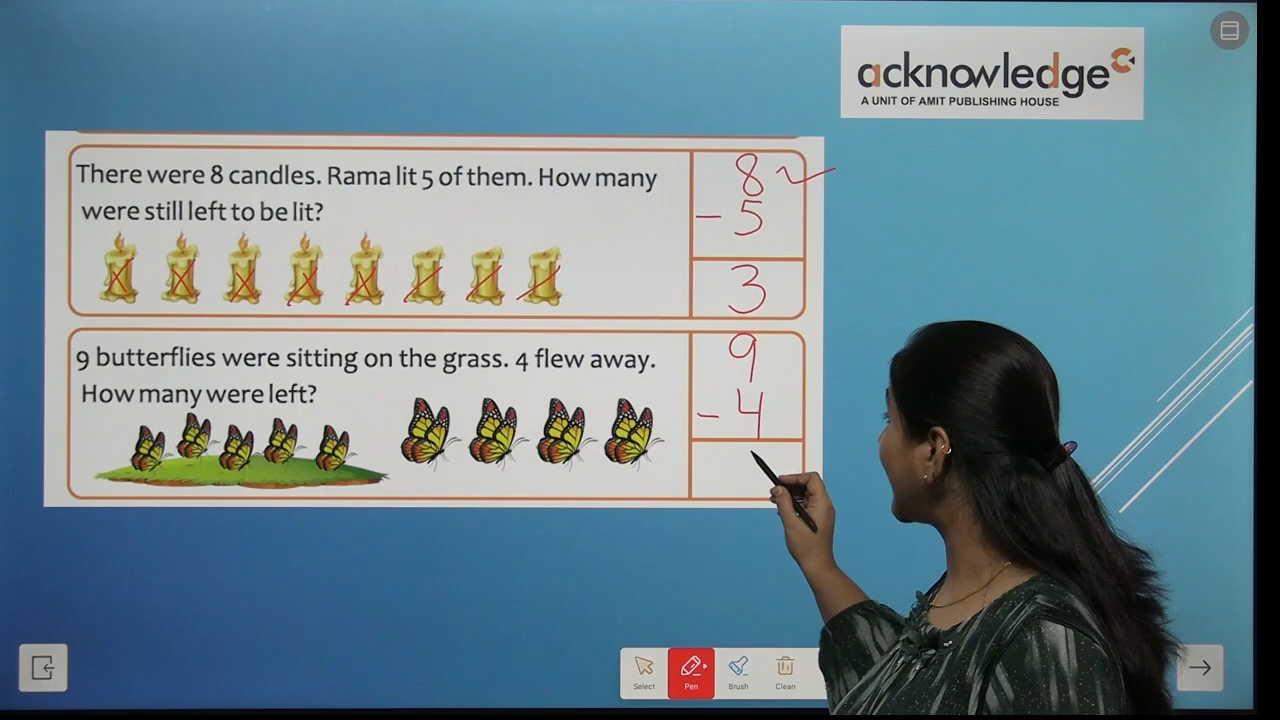 acknowledge
A UNIT OF AMIT PUBLISHING HOUSE
There were 8 candles. Rama lit 5 of them. How many
were still left to be lit?
8
- 5
3
9 butterflies were sitting on the grass. 4 flew away.
How many were left?
9
- 4
Select
Pen
Brush
Clean